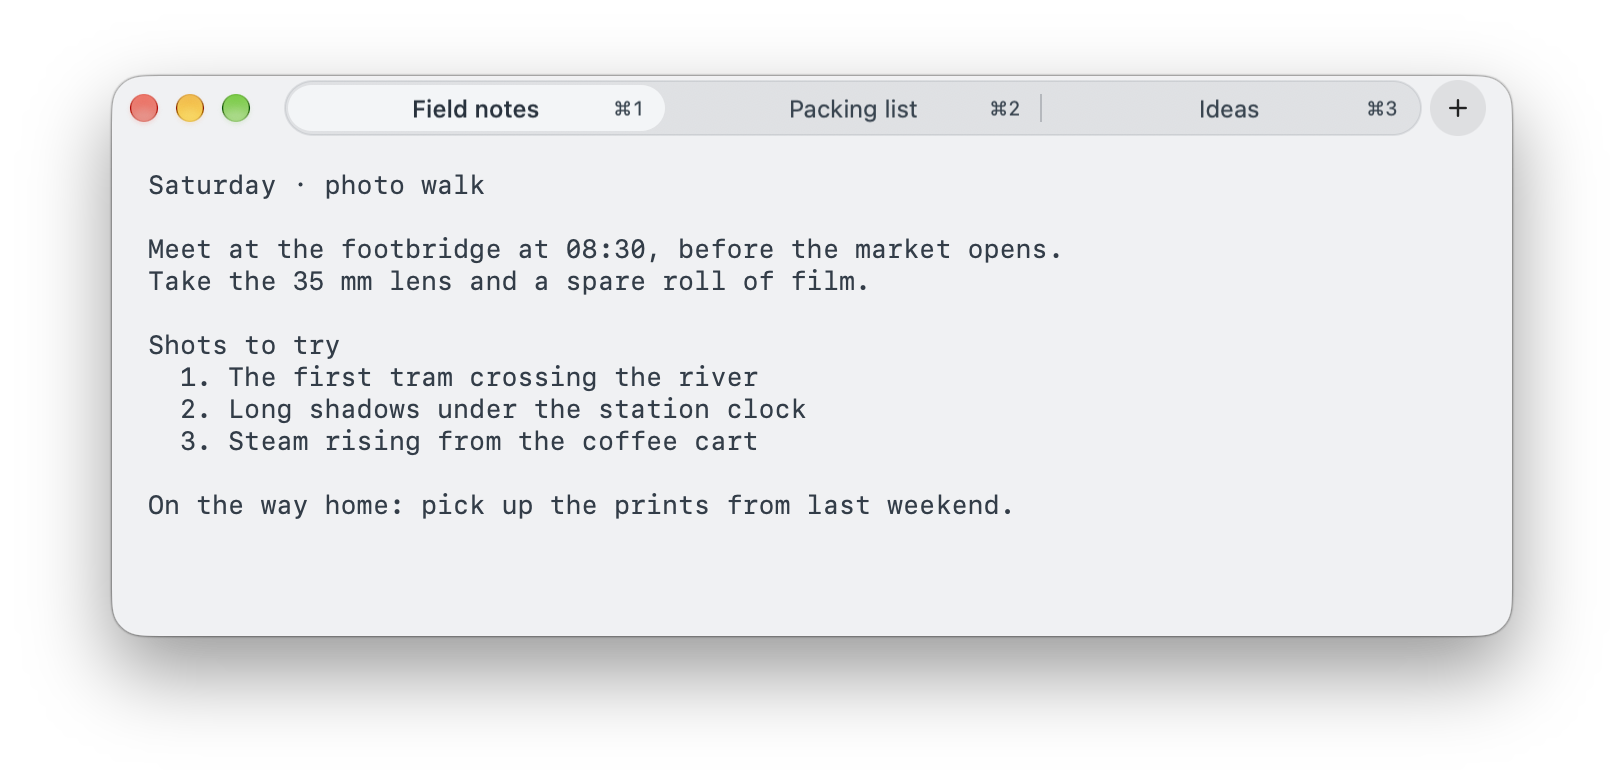 Field notes ⌘1 Packing list ⌘2 Ideas ⌘3 +
Saturday · photo walk
Meet at the footbridge at 08:30, before the market opens.
Take the 35 mm lens and a spare roll of film.
Shots to try
1. The first tram crossing the river
2. Long shadows under the station clock
3. Steam rising from the coffee cart
On the way home: pick up the prints from last weekend.